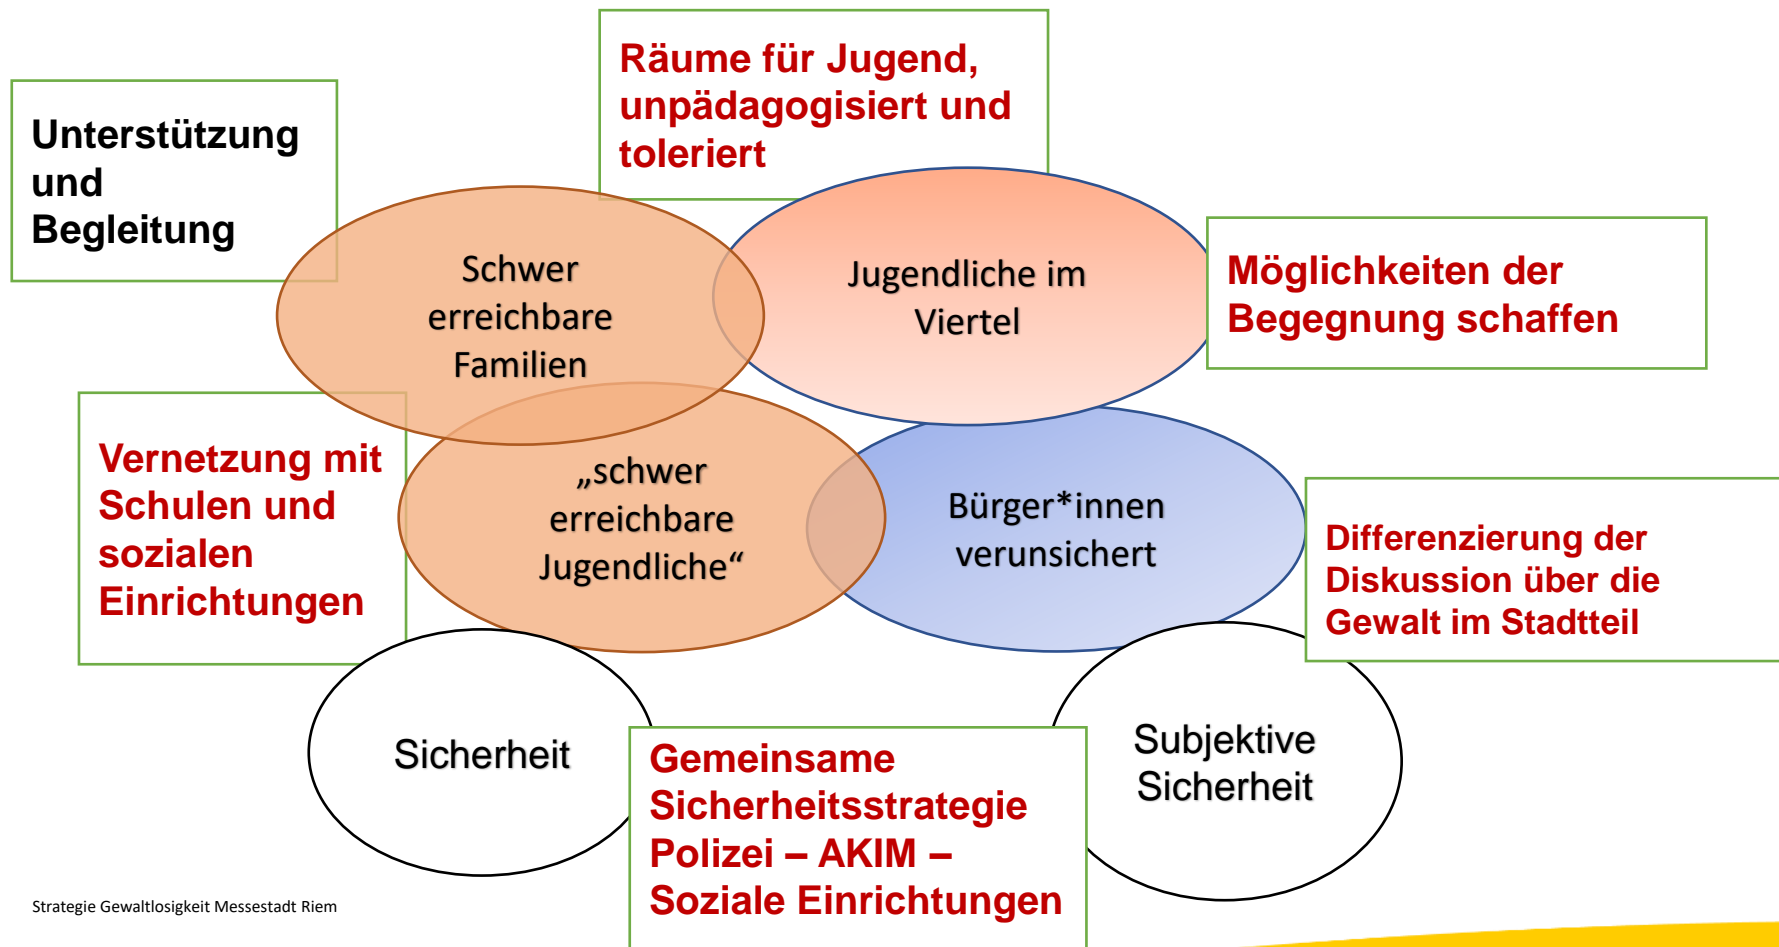 Räume für Jugend,
unpädagogisiert und
toleriert
Unterstützung
und
Begleitung
Schwer
erreichbare
Familien
Jugendliche im
Viertel
Möglichkeiten der
Begegnung schaffen
Vernetzung mit
Schulen und
sozialen
Einrichtungen
„schwer
erreichbare
Jugendliche“
Bürger*innen
verunsichert
Differenzierung der
Diskussion über die
Gewalt im Stadtteil
Sicherheit
Gemeinsame
Sicherheitsstrategie
Polizei – AKIM –
Soziale Einrichtungen
Subjektive
Sicherheit
Strategie Gewaltlosigkeit Messestadt Riem